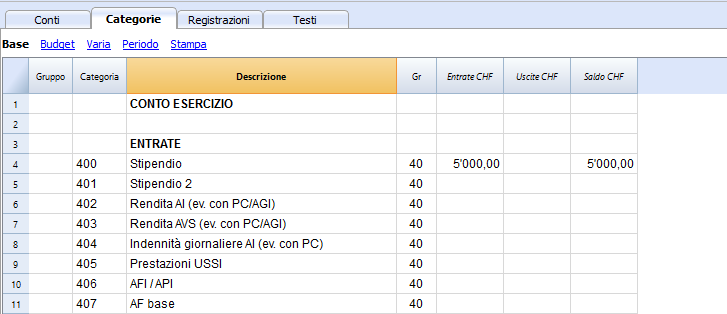 Conti Categorie Registrazioni Testi
Base Budget Varia Periodo Stampa
Gruppo Categoria Descrizione Gr Entrate CHF Uscite CHF Saldo CHF
1 CONTO ESERCIZIO
2
3 ENTRATE
4 400 Stipendio 40 5'000,00 5'000,00
5 401 Stipendio 2 40
6 402 Rendita AI (ev. con PC/AGI) 40
7 403 Rendita AVS (ev. con PC/AGI) 40
8 404 Indennità giornaliere AI (ev. con PC) 40
9 405 Prestazioni USSI 40
10 406 AFI / API 40
11 407 AF base 40